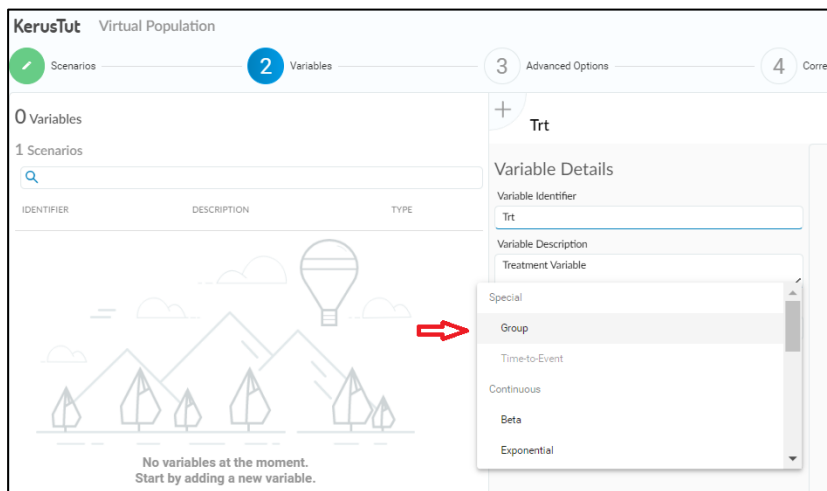 KerusTut Virtual Population
Scenarios 2 Variables 3 Advanced Options 4 Corre
0 Variables
1 Scenarios
IDENTIFIER DESCRIPTION TYPE
No variables at the moment.
Start by adding a new variable.
+ Trt
Variable Details
Variable Identifier
Trt
Variable Description
Treatment Variable
Special
Group
Time-to-Event
Continuous
Beta
Exponential